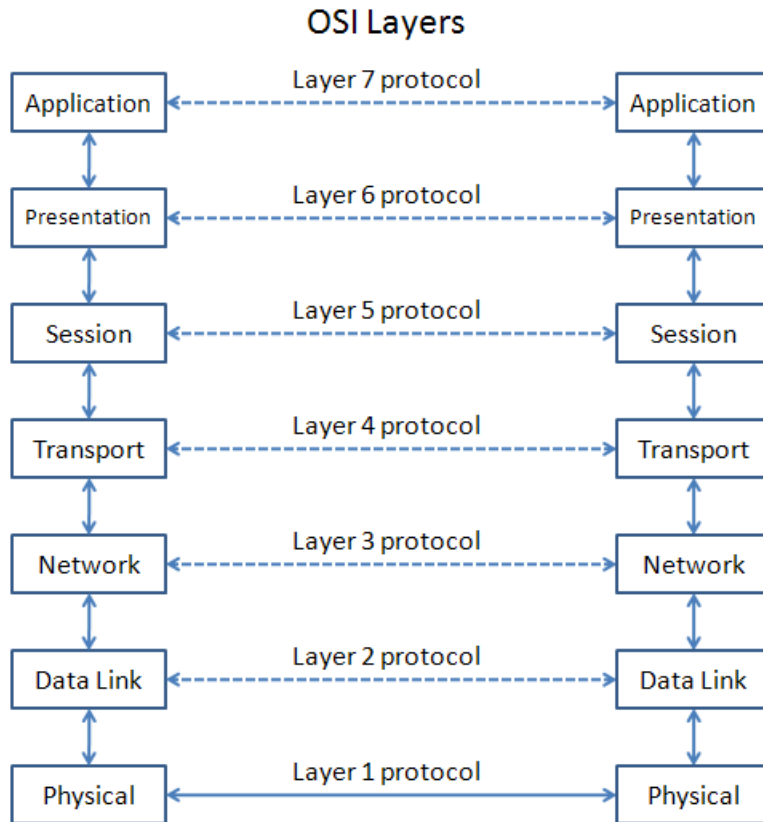 OSI Layers
Layer 7 protocol
Application
Application
Layer 6 protocol
Presentation
Presentation
Layer 5 protocol
Session
Session
Layer 4 protocol
Transport
Transport
Layer 3 protocol
Network
Network
Layer 2 protocol
Data Link
Data Link
Layer 1 protocol
Physical
Physical